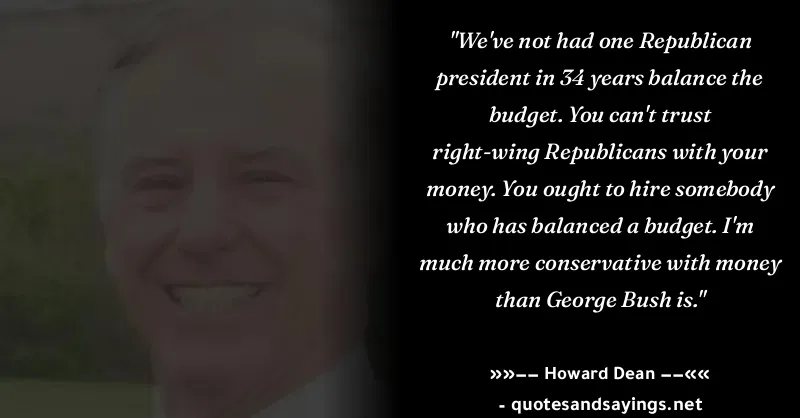 "We've not had one Republican
president in 34 years balance the
budget. You can't trust
right-wing Republicans with your
money. You ought to hire somebody
who has balanced a budget. I'm
much more conservative with money
than George Bush is."
»»−− Howard Dean −−««
- quotesandsayings.net